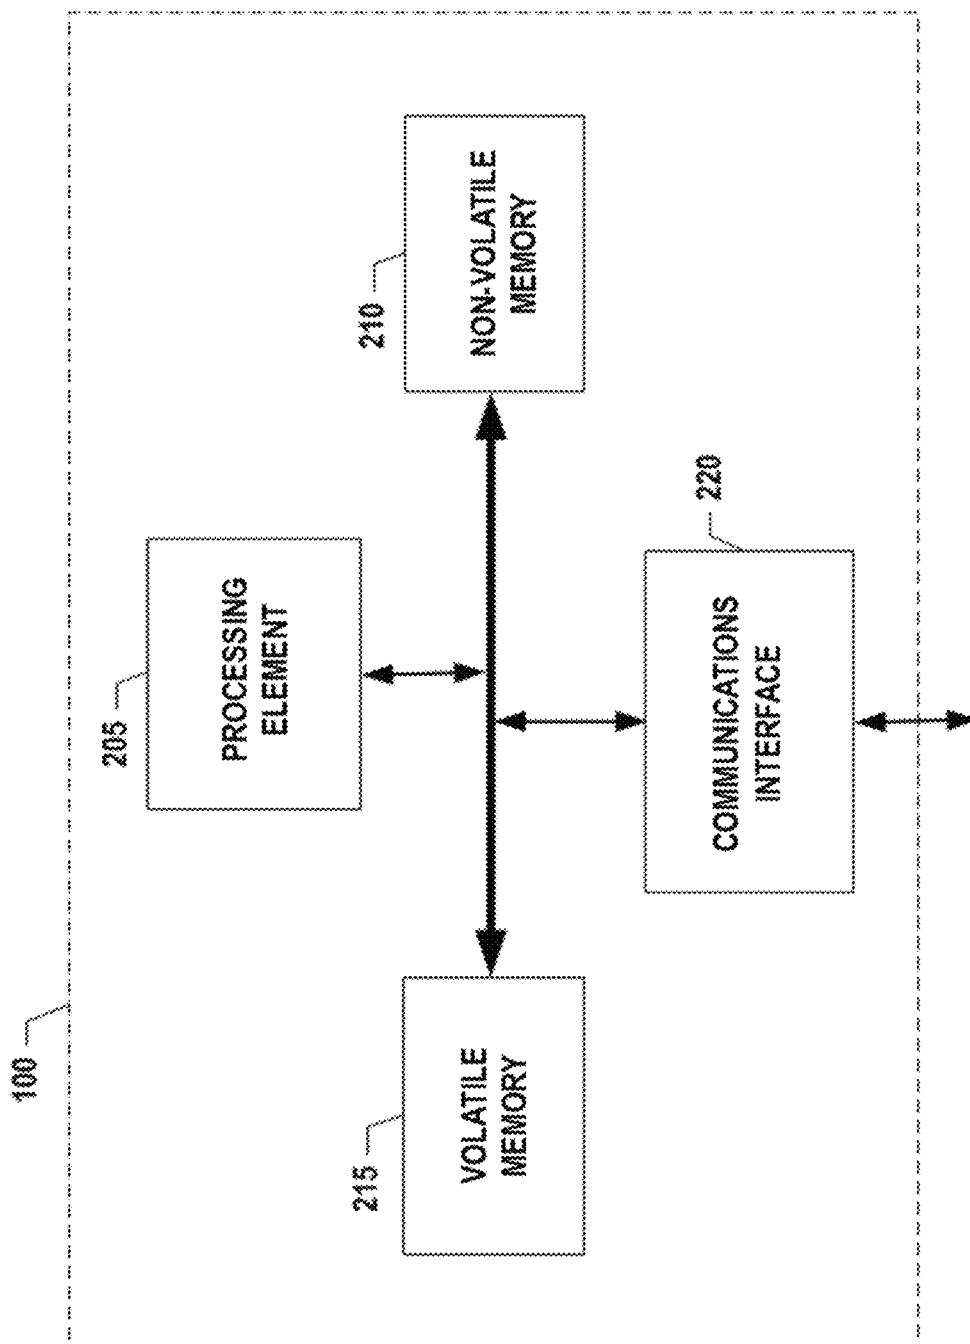 100
205
PROCESSING
ELEMENT
215
VOLATILE
MEMORY
210
NON-VOLATILE
MEMORY
220
COMMUNICATIONS
INTERFACE